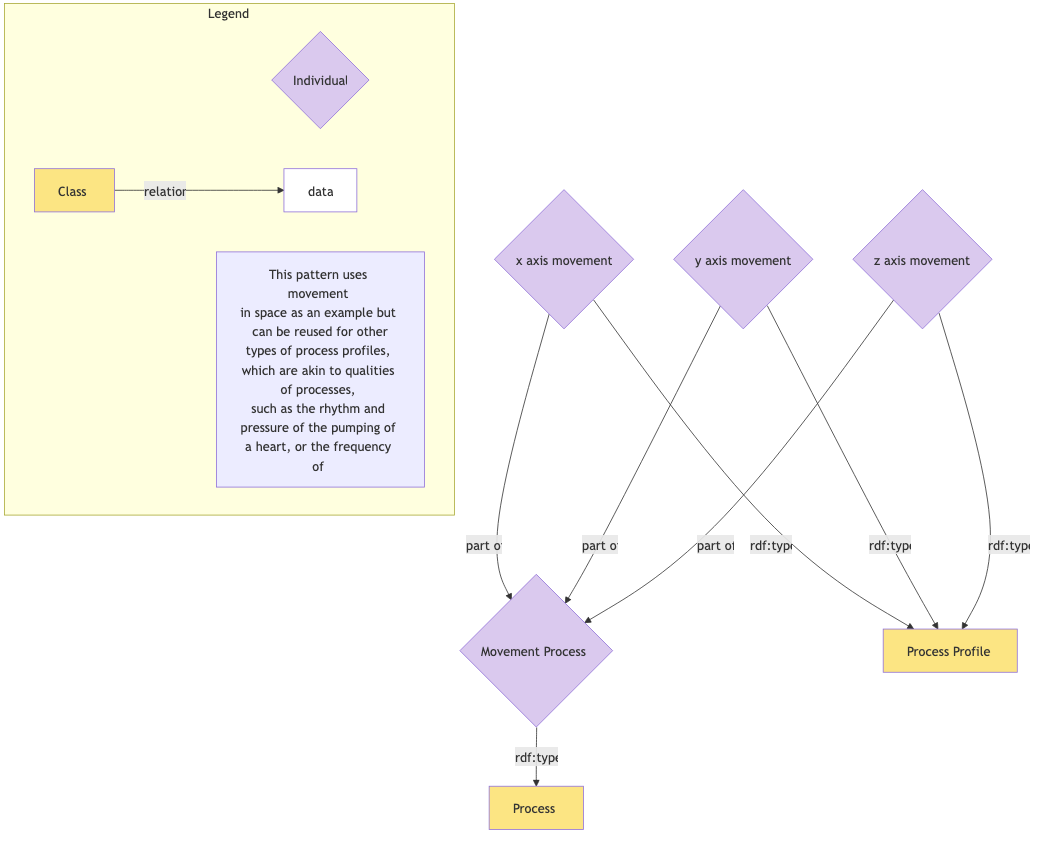 Legend
Individual
Class
relation
data
This pattern uses
movement
in space as an example but
can be reused for other
types of process profiles,
which are akin to qualities
of processes,
such as the rhythm and
pressure of the pumping of
a heart, or the frequency
of
x axis movement
y axis movement
z axis movement
part of
part of
part of
rdf:type
rdf:type
rdf:type
Movement Process
Process Profile
rdf:type
Process